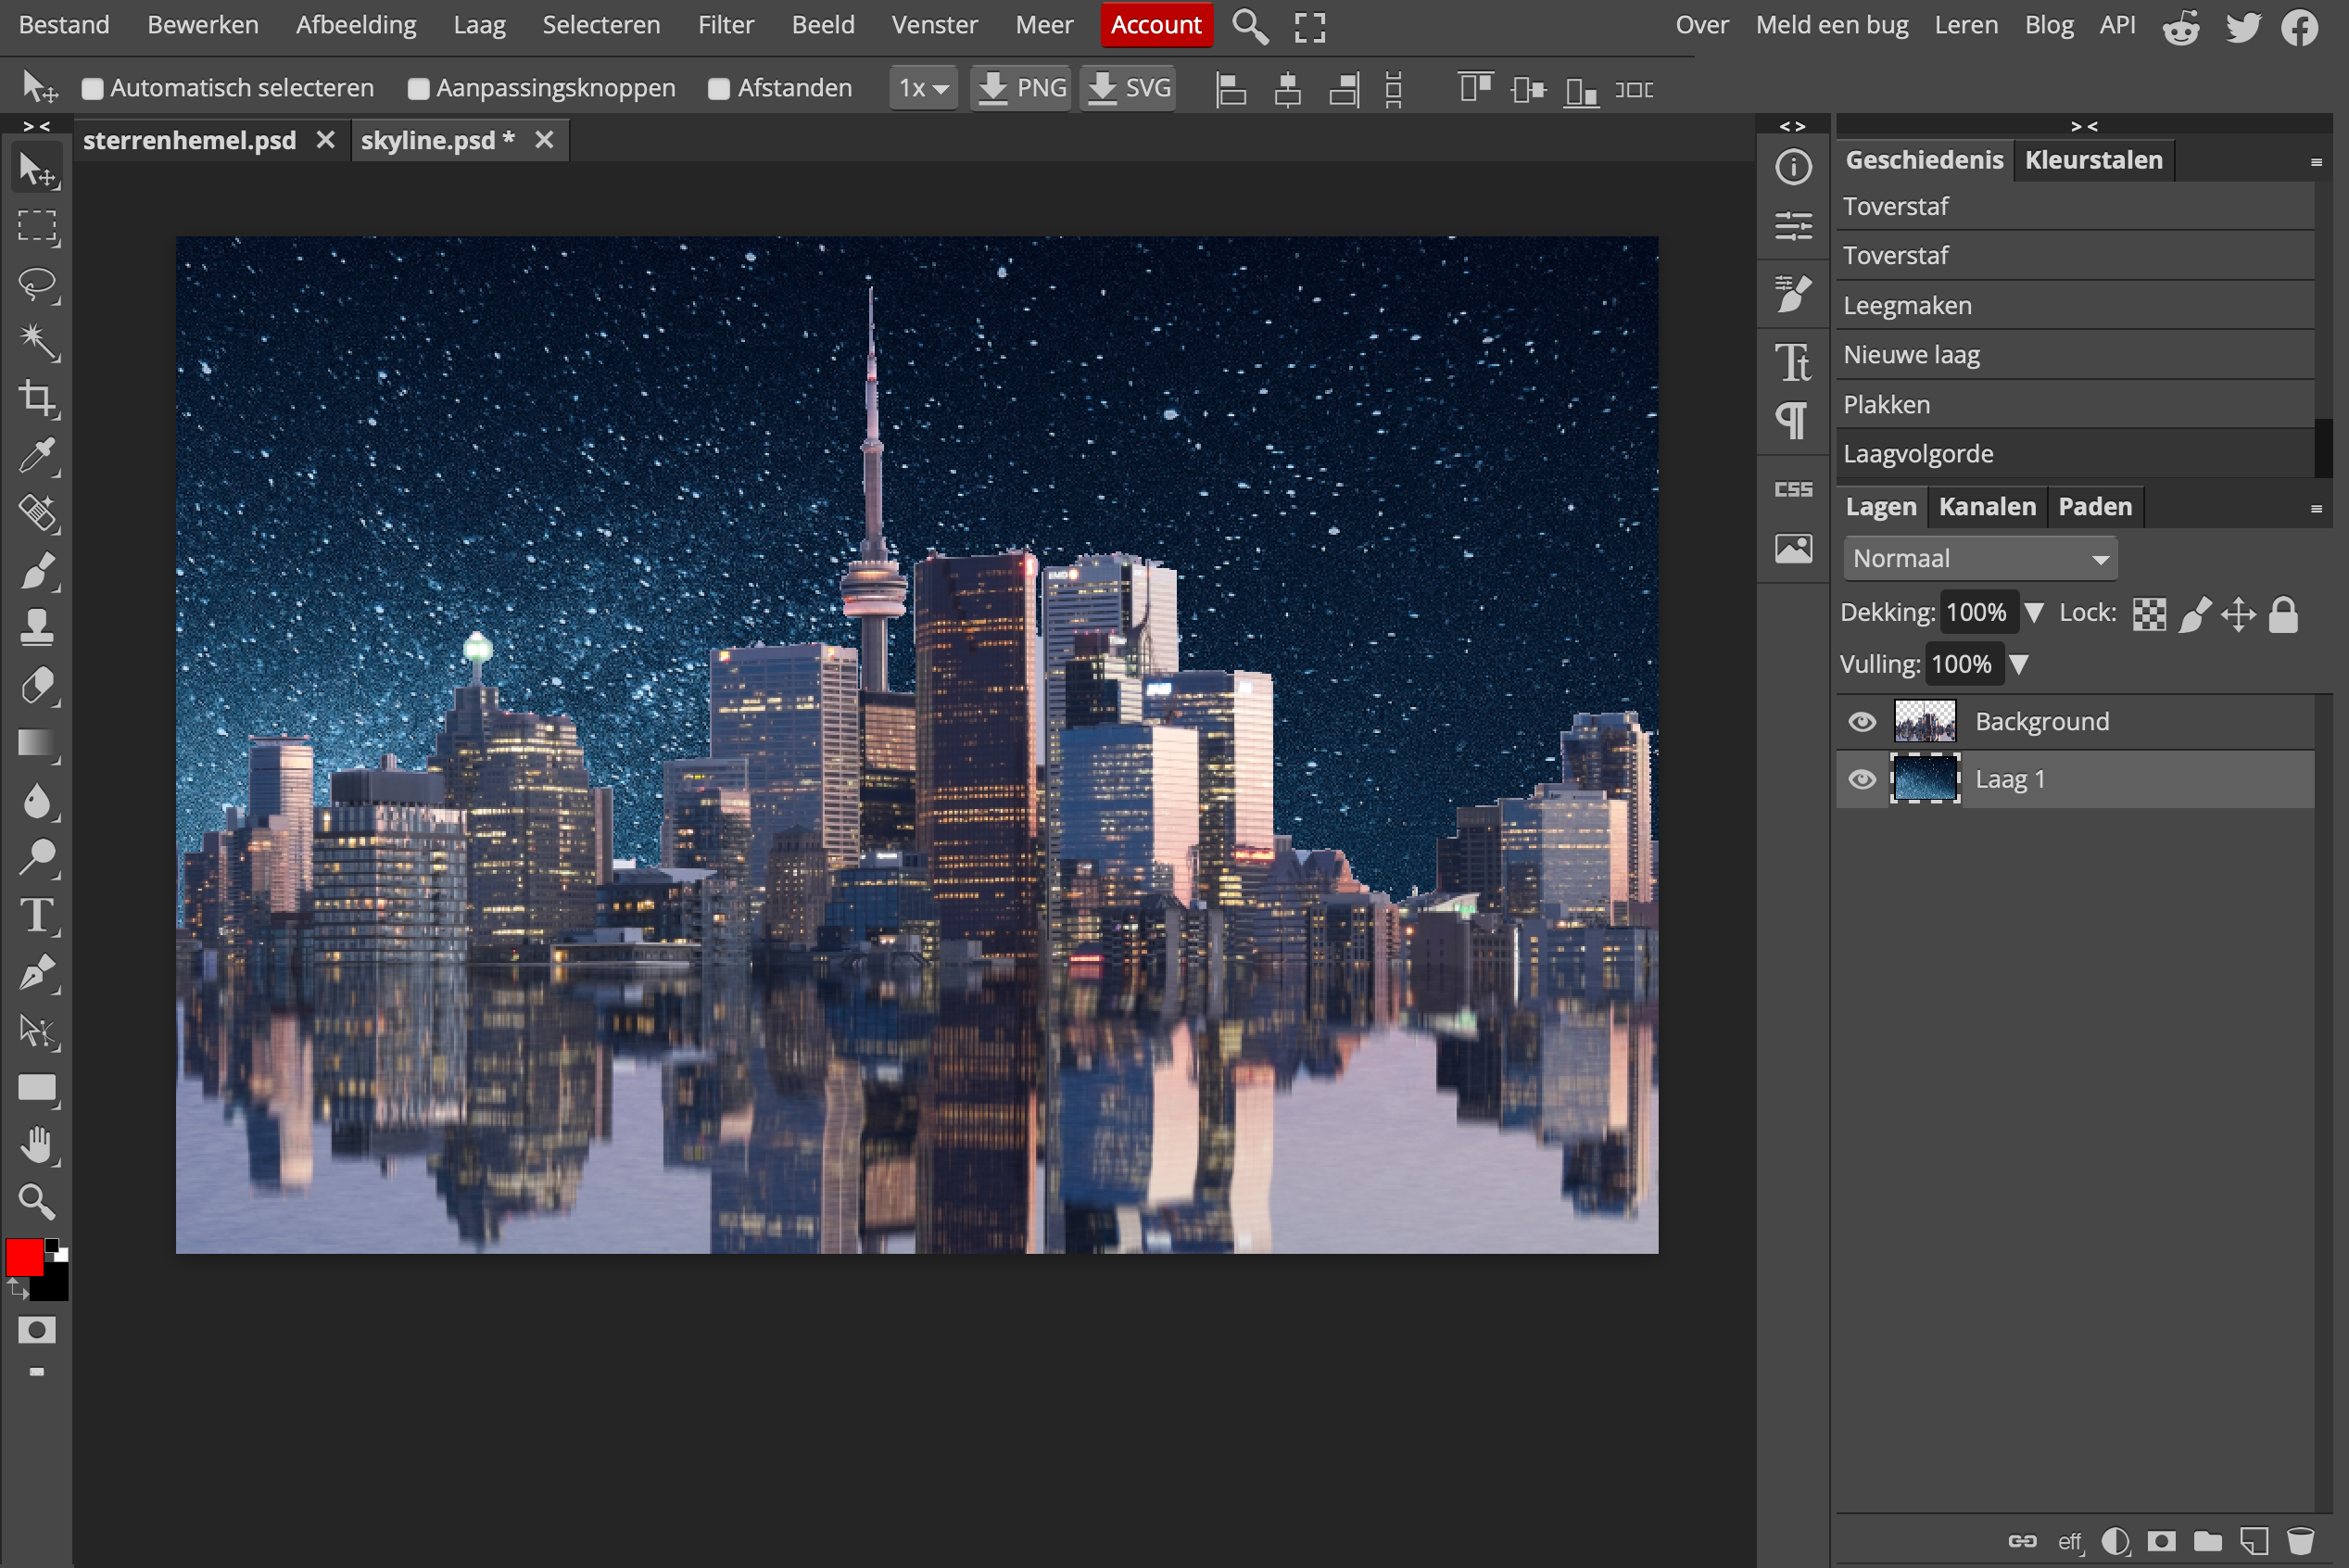 Bestand Bewerken Afbeelding Laag Selecteren Filter Beeld Venster Meer Account Over Meld een bug Leren Blog API
Automatisch selecteren Aanpassingsknoppen Afstanden 1x PNG SVG
> <
sterrenhemel.psd
skyline.psd *
< >
> <
Geschiedenis Kleurstalen
Toverstaf
Toverstaf
Leegmaken
Nieuwe laag
Plakken
Laagvolgorde
CSS
Lagen Kanalen Paden
Normaal
Dekking: 100% Lock:
Vulling: 100%
Background
Laag 1
eff